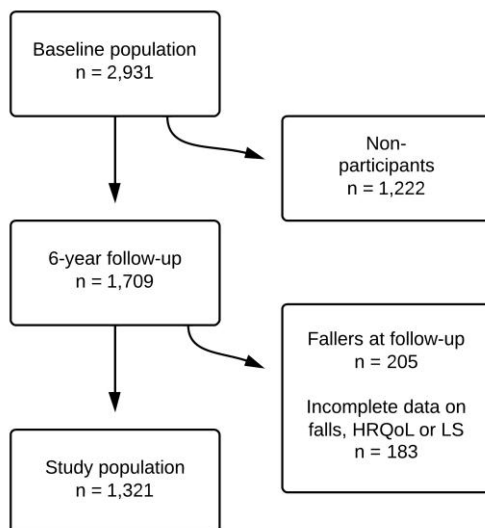 Baseline population
n = 2,931
Non-
participants
n = 1,222
6-year follow-up
n = 1,709
Fallers at follow-up
n = 205
Incomplete data on
falls, HRQoL or LS
n = 183
Study population
n = 1,321